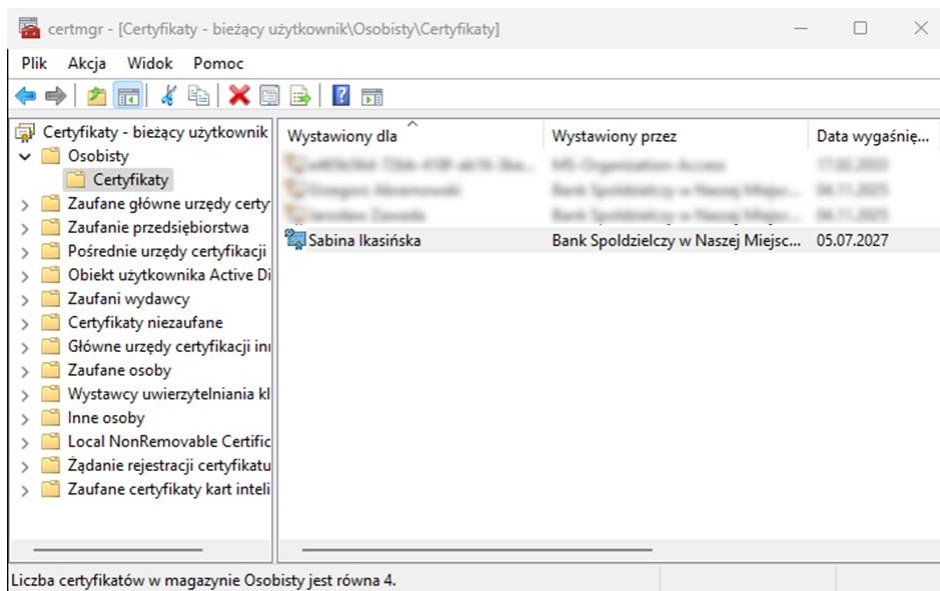 certmgr - [Certyfikaty - bieżący użytkownik\Osobisty\Certyfikaty]
Plik Akcja Widok Pomoc
Certyfikaty - bieżący użytkownik
Osobisty
Certyfikaty
Zaufane główne urzędy certy
Zaufanie przedsiębiorstwa
Pośrednie urzędy certyfikacji
Obiekt użytkownika Active Di
Zaufani wydawcy
Certyfikaty niezaufane
Główne urzędy certyfikacji inn
Zaufane osoby
Wystawcy uwierzytelniania kl
Inne osoby
Local NonRemovable Certific
Żądanie rejestracji certyfikatu
Zaufane certyfikaty kart inteli
Wystawiony dla Wystawiony przez Data wygaśnię...
Sabina Ikasińska Bank Spoldzielczy w Naszej Miejsc... 05.07.2027
Liczba certyfikatów w magazynie Osobisty jest równa 4.